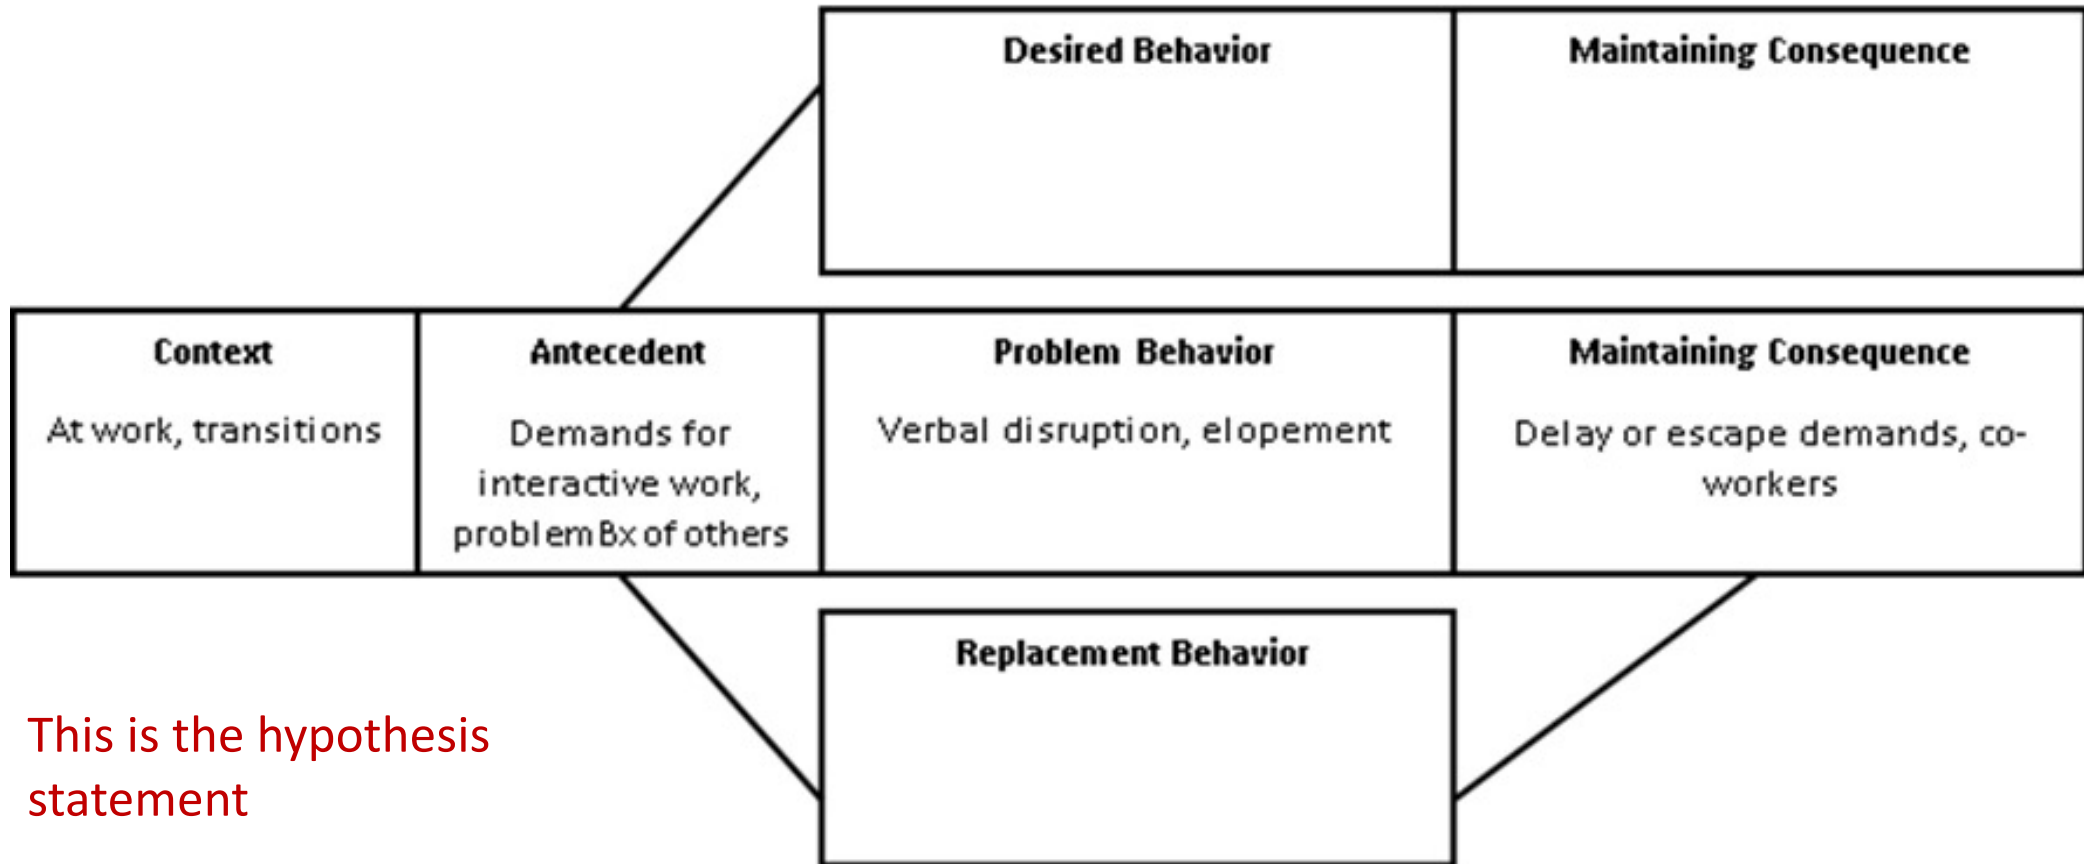 Desired Behavior
Maintaining Consequence
Context
At work, transitions
Antecedent
Demands for
interactive work,
problem Bx of others
Problem Behavior
Verbal disruption, elopement
Maintaining Consequence
Delay or escape demands, co-
workers
Replacement Behavior
This is the hypothesis
statement